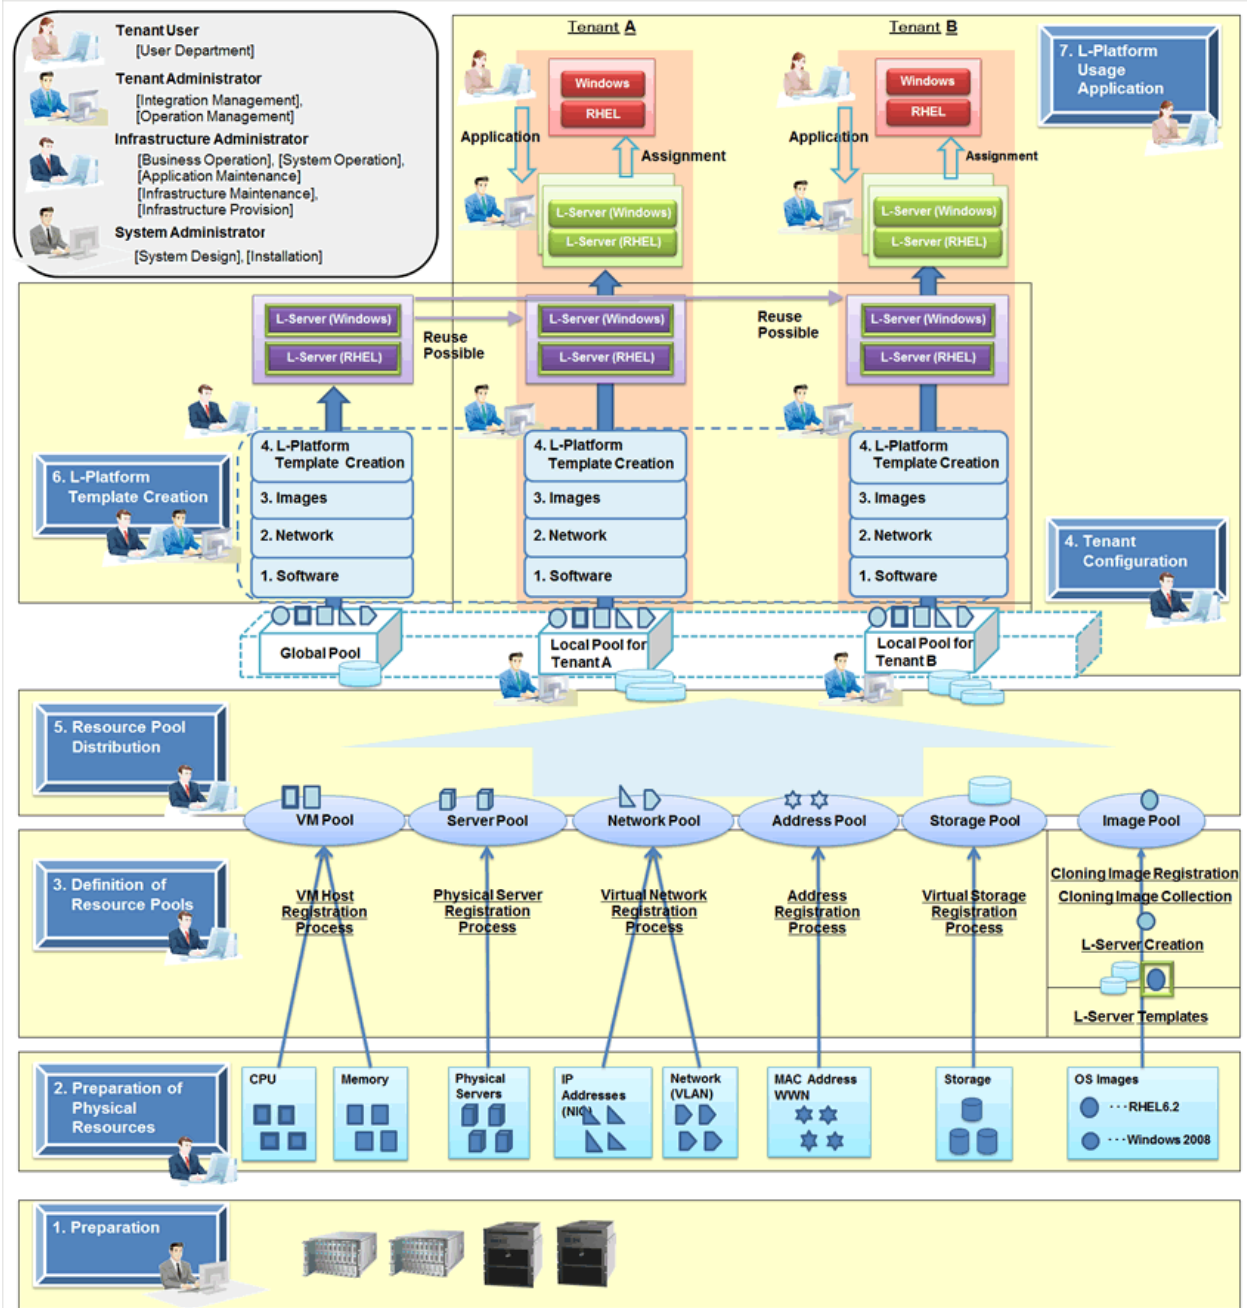 Tenant User
[User Department]
Tenant Administrator
[Integration Management],
[Operation Management]
Infrastructure Administrator
[Business Operation], [System Operation],
[Application Maintenance]
[Infrastructure Maintenance],
[Infrastructure Provision]
System Administrator
[System Design], [Installation]
Tenant A
Windows
RHEL
Application
Assignment
L-Server (Windows)
L-Server (RHEL)
Tenant B
Windows
RHEL
Application
Assignment
L-Server (Windows)
L-Server (RHEL)
7. L-Platform
Usage
Application
L-Server (Windows)
L-Server (RHEL)
Reuse
Possible
L-Server (Windows)
L-Server (RHEL)
Reuse
Possible
L-Server (Windows)
L-Server (RHEL)
6. L-Platform
Template Creation
4. L-Platform
Template Creation
3. Images
2. Network
1. Software
4. L-Platform
Template Creation
3. Images
2. Network
1. Software
4. L-Platform
Template Creation
3. Images
2. Network
1. Software
4. Tenant
Configuration
Global Pool
Local Pool for
Tenant A
Local Pool for
Tenant B
5. Resource Pool
Distribution
VM Pool
Server Pool
Network Pool
Address Pool
Storage Pool
Image Pool
3. Definition of
Resource Pools
VM Host
Registration
Process
Physical Server
Registration
Process
Virtual Network
Registration
Process
Address
Registration
Process
Virtual Storage
Registration
Process
Cloning Image Registration
Cloning Image Collection
L-Server Creation
L-Server Templates
2. Preparation of
Physical
Resources
CPU
Memory
Physical
Servers
IP
Addresses
(NIC)
Network
(VLAN)
MAC Address
WWN
Storage
OS Images
···RHEL6.2
···Windows 2008
1. Preparation